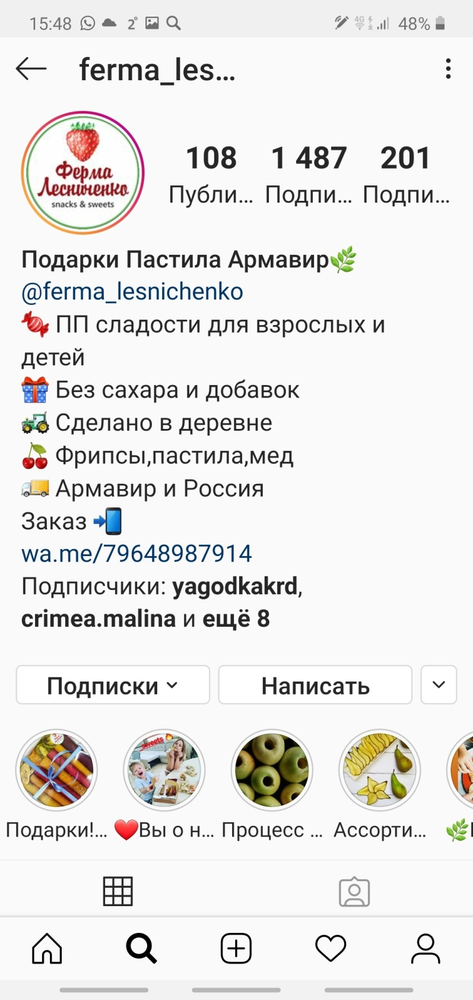 15:48 2° 4G 48%
ferma_les...
Ферма
Лесниченко
snacks & sweets
108 1 487 201
Публи... Подпи... Подпи...
Подарки Пастила Армавир🌿
@ferma_lesnichenko
🍬 ПП сладости для взрослых и
детей
🎁 Без сахара и добавок
🚜 Сделано в деревне
🍒 Фрипсы,пастила,мед
🚚 Армавир и Россия
Заказ 📲
wa.me/79648987914
Подписчики: yagodkakrd,
crimea.malina и ещё 8
Подписки Написать
sweets 🔥
Подарки!... ❤️Вы о н... Процесс ... Ассорти... 🌿